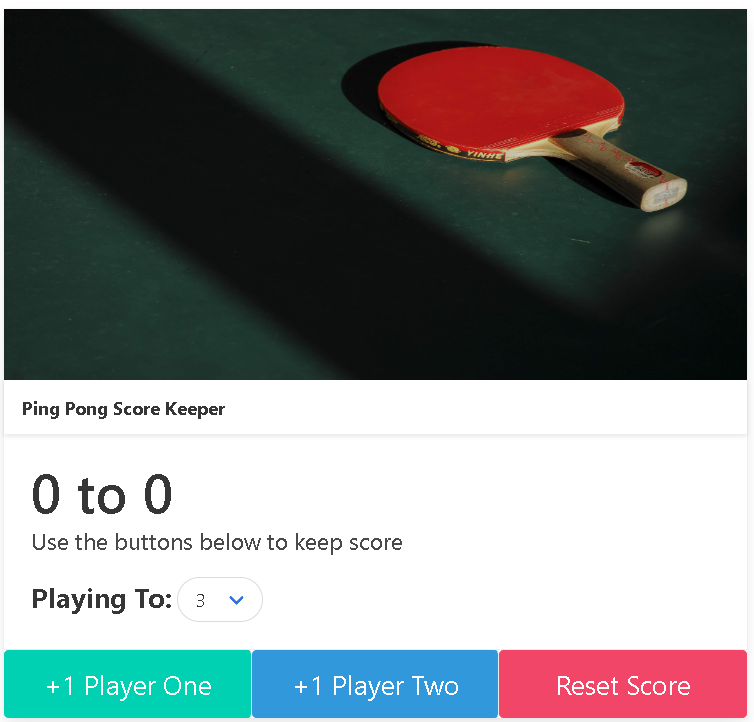 YINHE
Ping Pong Score Keeper
0 to 0
Use the buttons below to keep score
Playing To: 3
+1 Player One
+1 Player Two
Reset Score